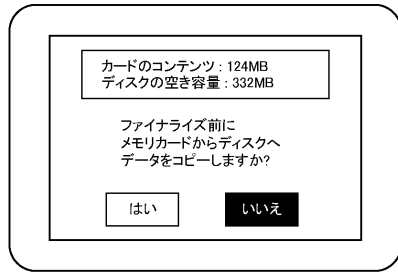 カードのコンテンツ : 124MB
ディスクの空き容量 : 332MB
ファイナライズ前に
メモリカードからディスクへ
データをコピーしますか?
はい
いいえ